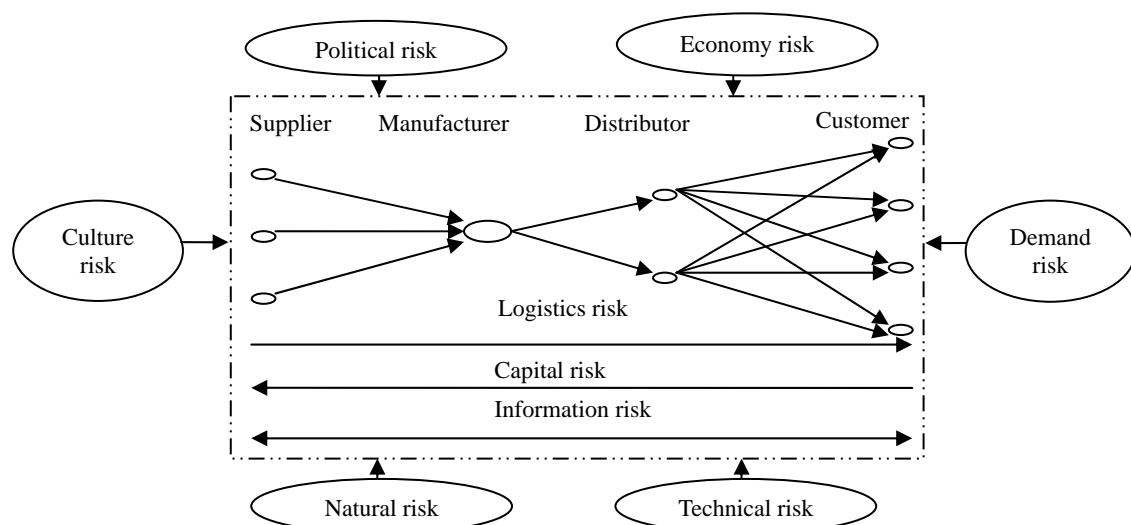 Political risk
Economy risk
Supplier
Manufacturer
Distributor
Customer
Culture
risk
Demand
risk
Logistics risk
Capital risk
Information risk
Natural risk
Technical risk